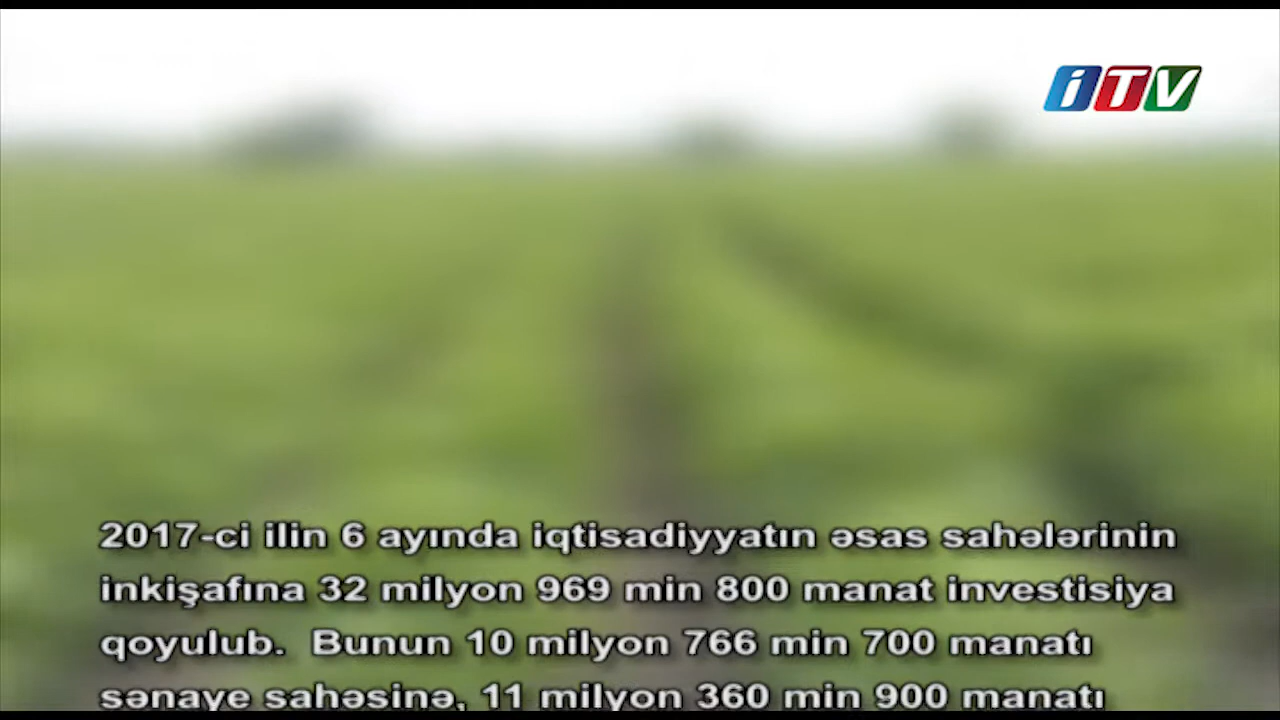 iTV
2017-ci ilin 6 ayında iqtisadiyyatın əsas sahələrinin
inkişafına 32 milyon 969 min 800 manat investisiya
qoyulub. Bunun 10 milyon 766 min 700 manatı
sənaye sahəsinə, 11 milyon 360 min 900 manatı